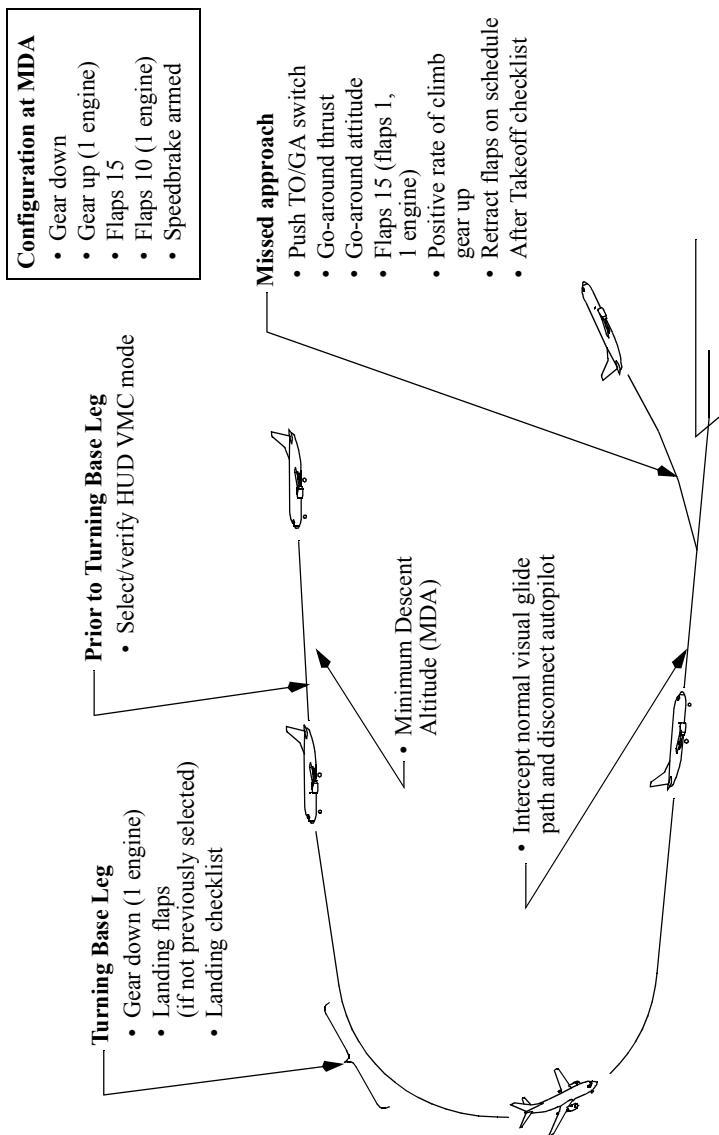 Configuration at MDA
• Gear down
• Gear up (1 engine)
• Flaps 15
• Flaps 10 (1 engine)
• Speedbrake armed
Prior to Turning Base Leg
• Select/verify HUD VMC mode
Turning Base Leg
• Gear down (1 engine)
• Landing flaps
(if not previously selected)
• Landing checklist
• Minimum Descent
Altitude (MDA)
• Intercept normal visual glide
path and disconnect autopilot
Missed approach
• Push TO/GA switch
• Go-around thrust
• Go-around attitude
• Flaps 15 (flaps 1,
1 engine)
• Positive rate of climb
gear up
• Retract flaps on schedule
• After Takeoff checklist